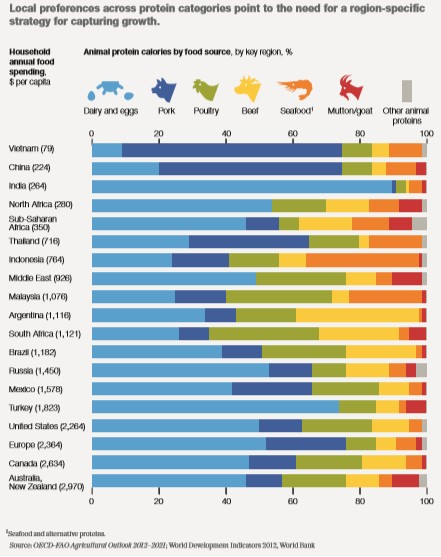 Local preferences across protein categories point to the need for a region-specific
strategy for capturing growth.
Household
annual food
spending,
$ per capita
Animal protein calories by food source, by key region, %
Dairy and eggs
Pork
Poultry
Beef
Seafood¹
Mutton/goat
Other animal
proteins
0 20 40 60 80 100
Vietnam (79)
China (224)
India (264)
North Africa (280)
Sub-Saharan
Africa (350)
Thailand (716)
Indonesia (764)
Middle East (926)
Malaysia (1,076)
Argentina (1,116)
South Africa (1,121)
Brazil (1,182)
Russia (1,450)
Mexico (1,578)
Turkey (1,823)
United States (2,264)
Europe (2,364)
Canada (2,634)
Australia,
New Zealand (2,970)
0 20 40 60 80 100
¹Seafood and alternative proteins.
Source: OECD-FAO Agricultural Outlook 2012–2021; World Development Indicators 2012, World Bank